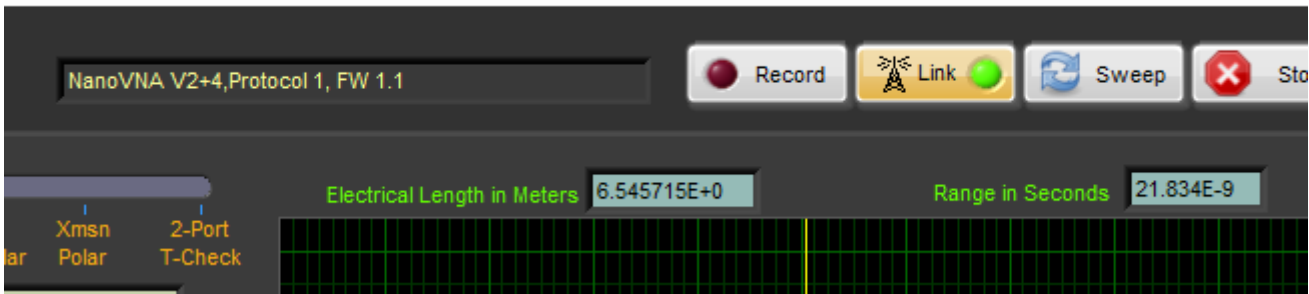 NanoVNA V2+4,Protocol 1, FW 1.1
Record
Link
Sweep
Electrical Length in Meters 6.545715E+0
Range in Seconds 21.834E-9
Xmsn
Polar
2-Port
T-Check